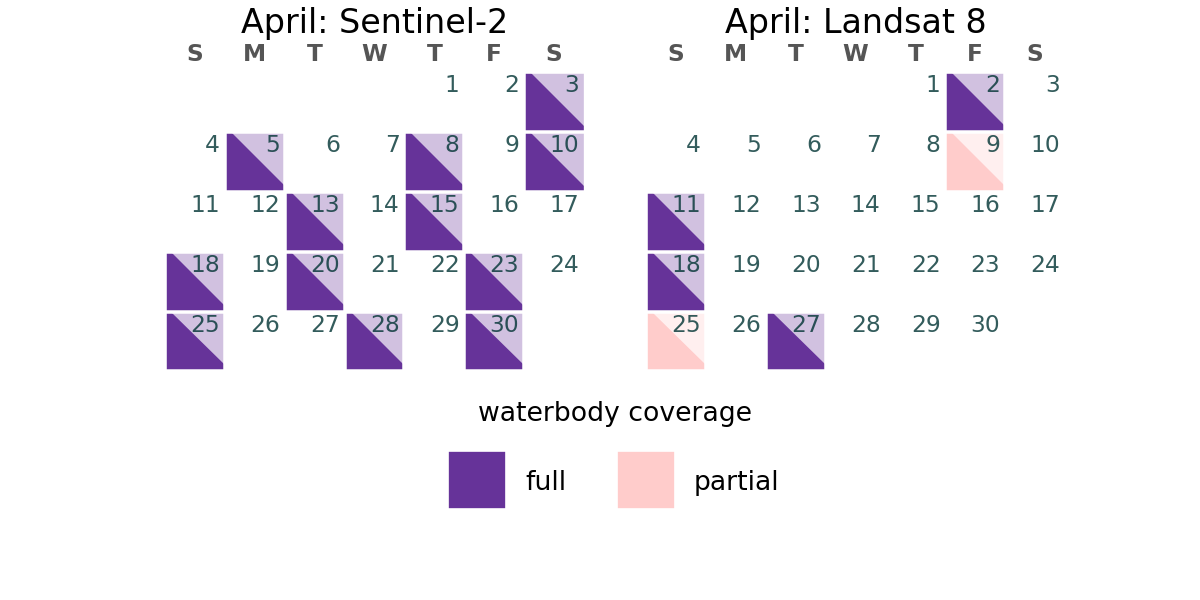 April: Sentinel-2
S M T W T F S
1 2 3
4 5 6 7 8 9 10
11 12 13 14 15 16 17
18 19 20 21 22 23 24
25 26 27 28 29 30
April: Landsat 8
S M T W T F S
1 2 3
4 5 6 7 8 9 10
11 12 13 14 15 16 17
18 19 20 21 22 23 24
25 26 27 28 29 30
waterbody coverage
full
partial